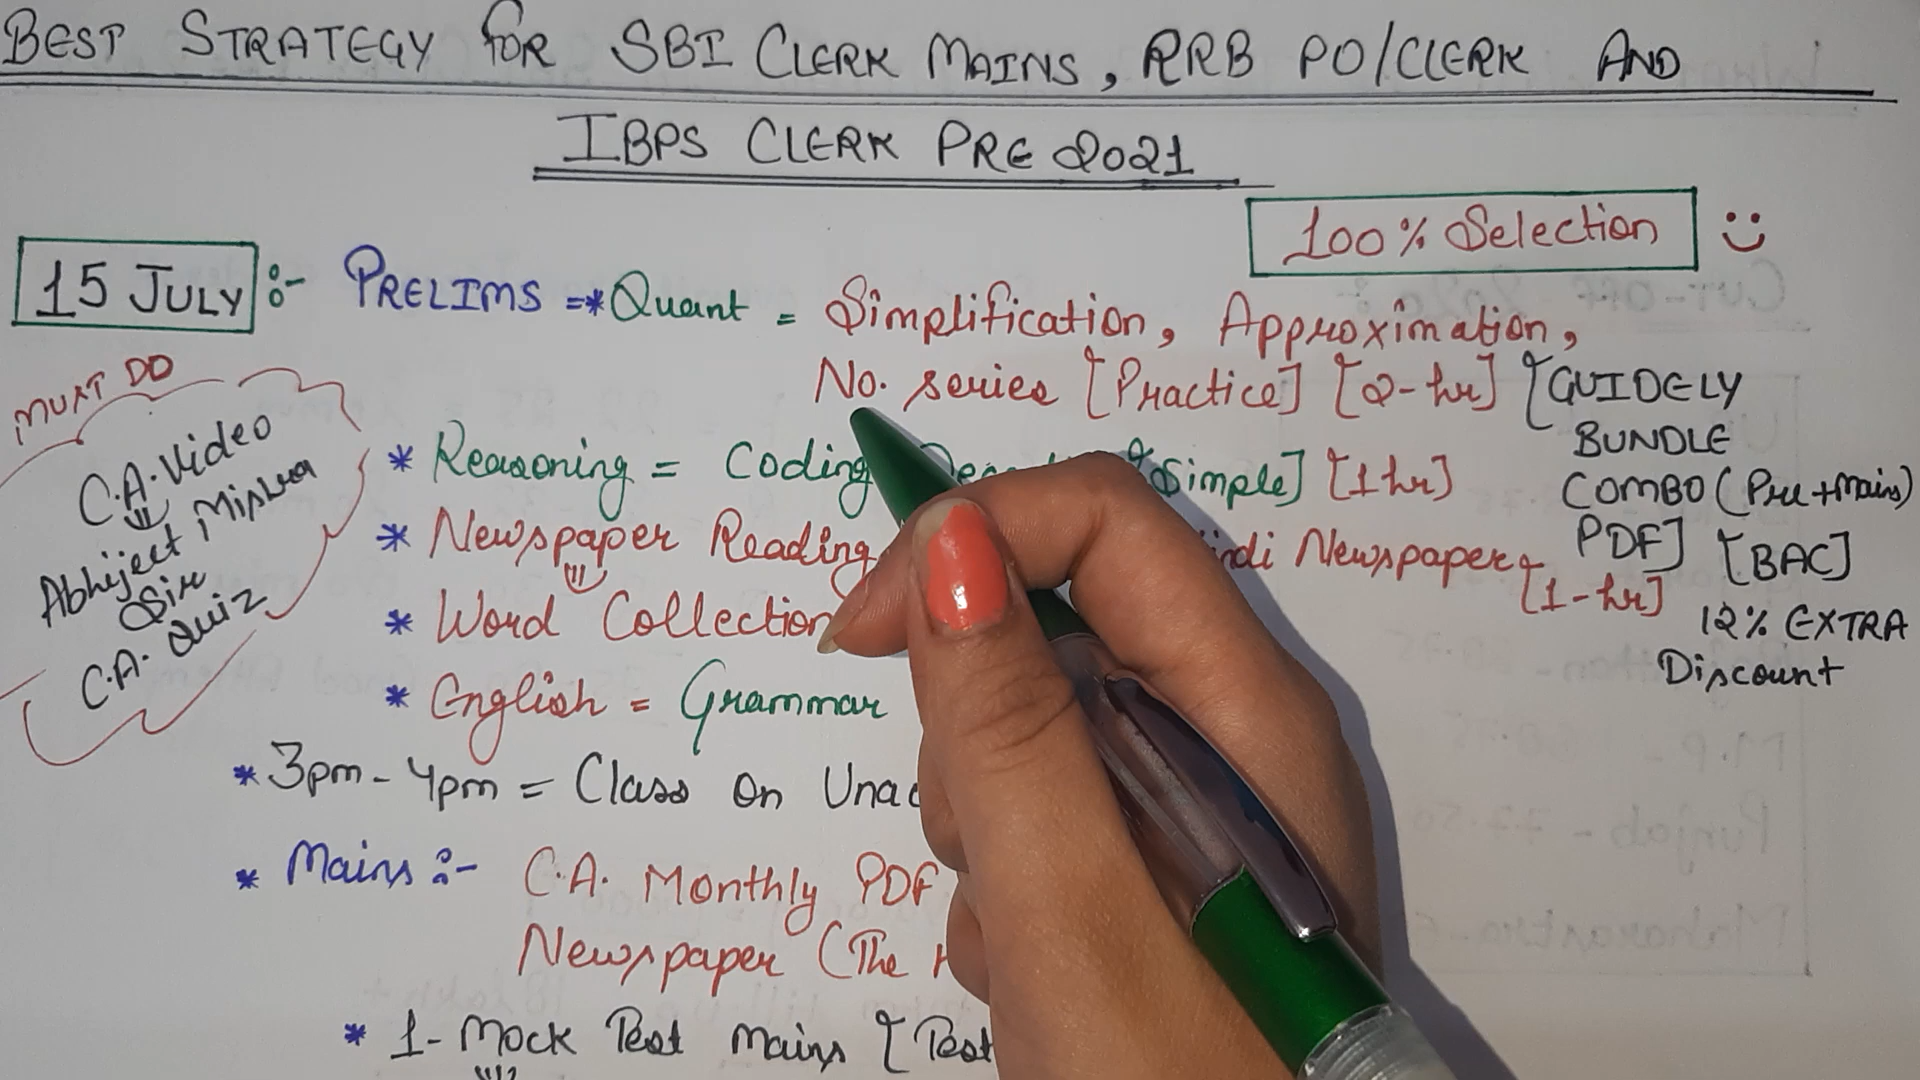 BEST STRATEGY FOR SBI CLERK MAINS, RRB PO/CLERK AND
IBPS CLERK PRE 2021
100% Selection
15 JULY :- PRELIMS =* Quant = Simplification, Approximation,
No. series [Practice] [2-hr] [GUIDELY
BUNDLE
COMBO (Pre+Mains)
PDF] [BAC]
12% EXTRA
Discount
* Reasoning = Coding [Simple] [1hr]
* Newspaper Reading Newspaper
[1-hr]
* Word Collection
* English = Grammar
MUST DO
C.A. Video
Abhijeet Mishra
Sir
C.A. Quiz
* 3pm - 4pm = Class on
* Mains :- C.A. Monthly PDF
Newspaper (The
* 1- Mock Test Mains [Test